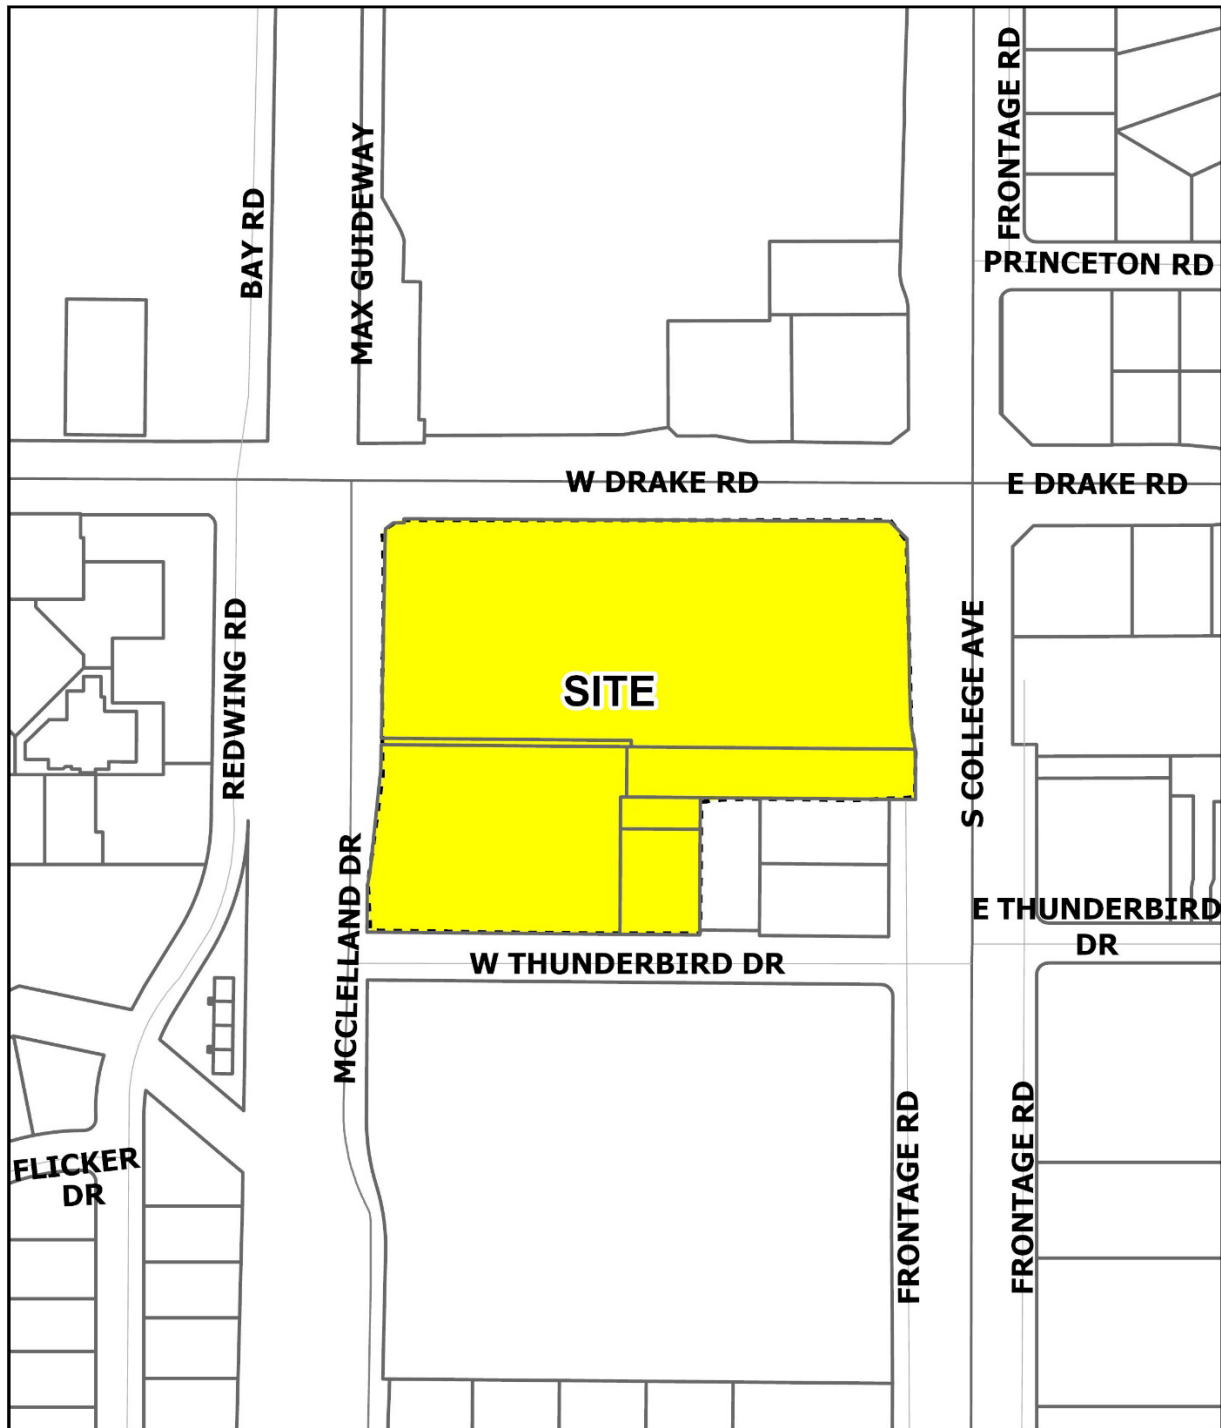 FRONTAGE RD
MAX GUIDEWAY
BAY RD
PRINCETON RD
W DRAKE RD
E DRAKE RD
REDWING RD
SITE
S COLLEGE AVE
MCCLELLAND DR
E THUNDERBIRD
DR
W THUNDERBIRD DR
FLICKER
DR
FRONTAGE RD
FRONTAGE RD